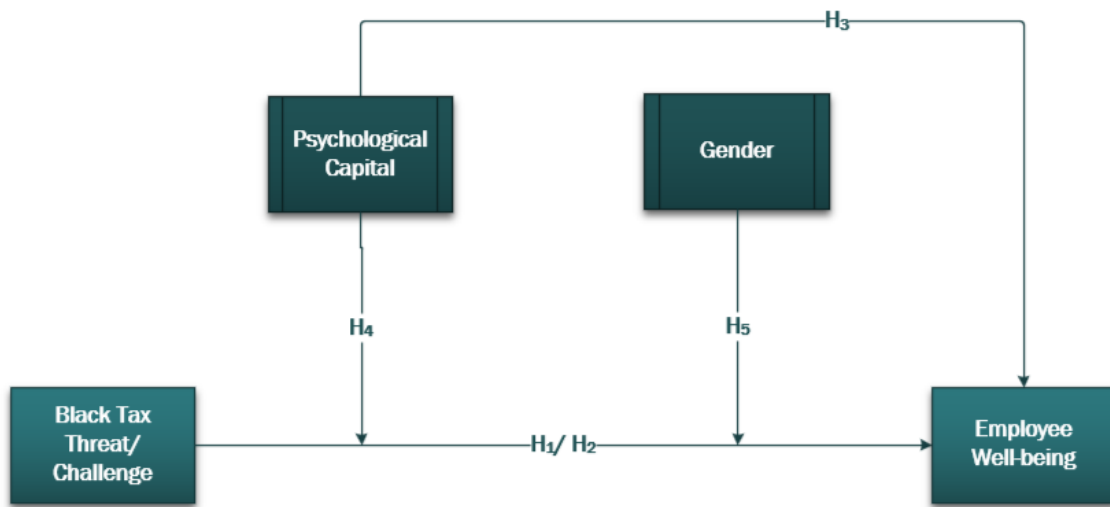 H₃
Psychological
Capital
Gender
H₄
H₅
Black Tax
Threat/
Challenge
H₁/ H₂
Employee
Well-being